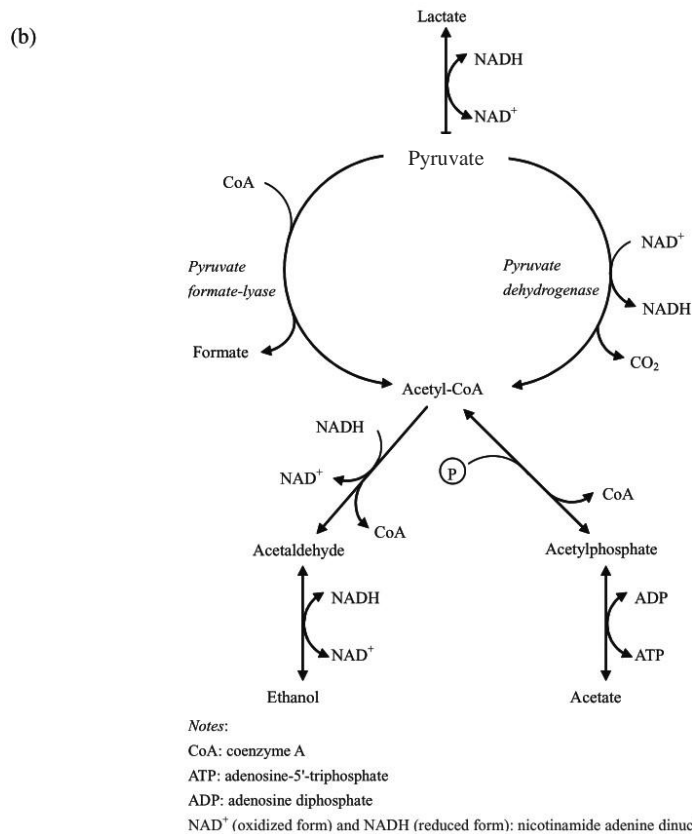 (b)
Lactate
NADH
NAD⁺
Pyruvate
CoA
Pyruvate
formate-lyase
Formate
Pyruvate
dehydrogenase
NAD⁺
NADH
CO₂
Acetyl-CoA
NADH
NAD⁺
CoA
P
CoA
Acetaldehyde
Acetylphosphate
NADH
NAD⁺
ADP
ATP
Ethanol
Acetate
Notes:
CoA: coenzyme A
ATP: adenosine-5'-triphosphate
ADP: adenosine diphosphate
NAD⁺ (oxidized form) and NADH (reduced form): nicotinamide adenine